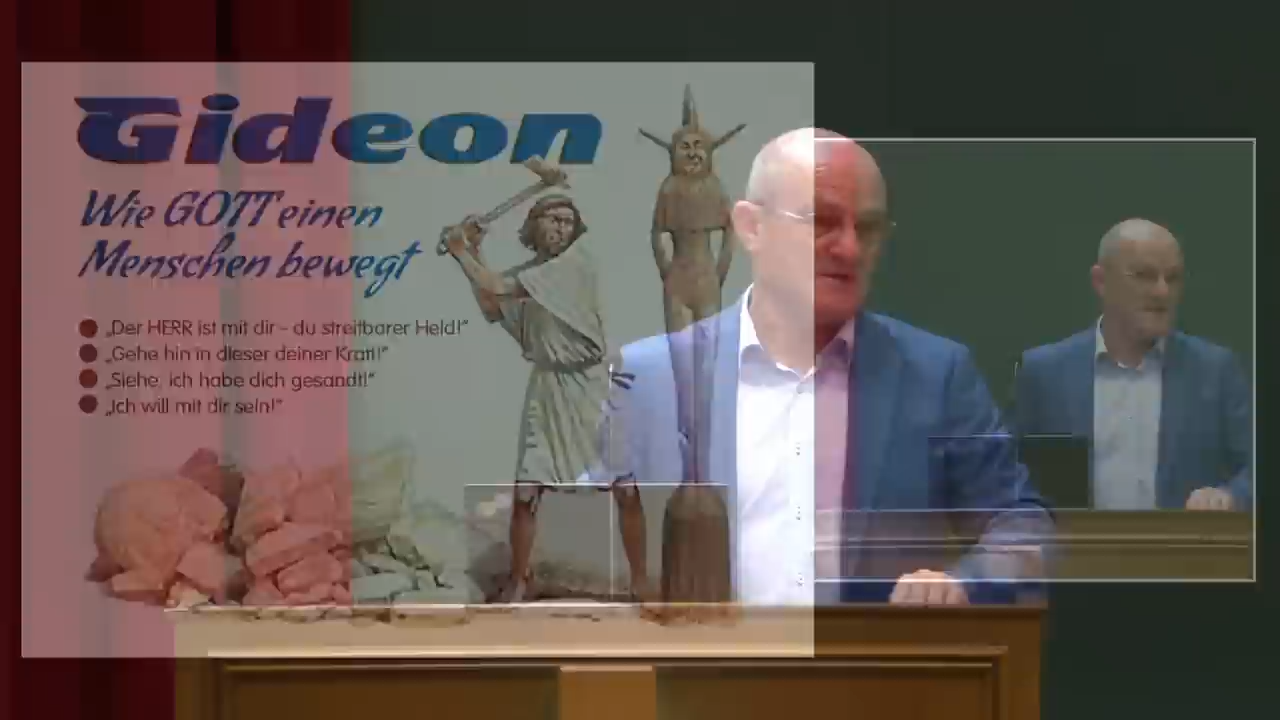 Gideon
Wie GOTT einen
Menschen bewegt
„Der HERR ist mit dir – du streitbarer Held!“
„Gehe hin in dieser deiner Kraft!“
„Siehe, ich habe dich gesandt!“
„Ich will mit dir sein!“